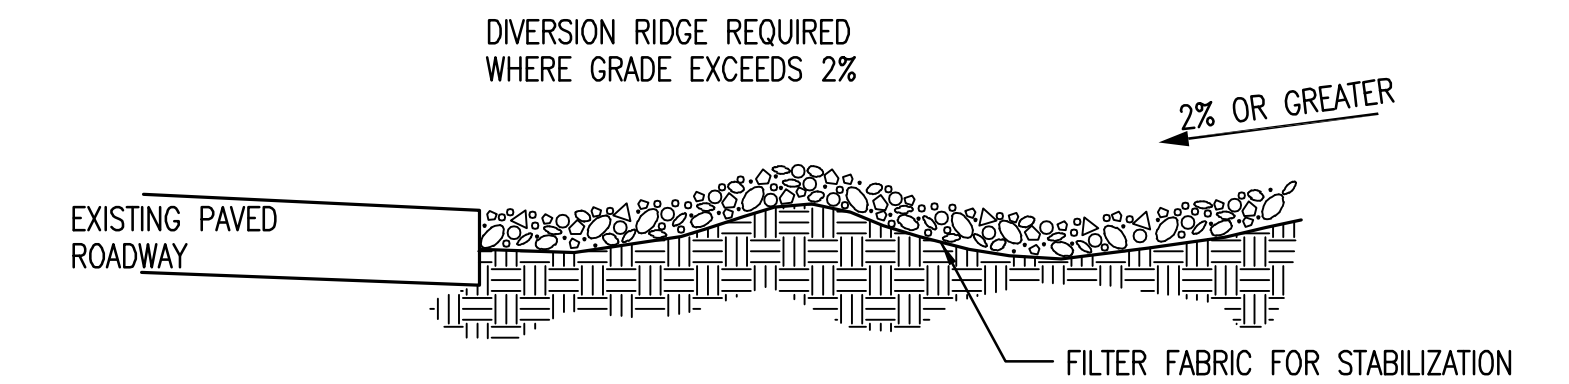 DIVERSION RIDGE REQUIRED
WHERE GRADE EXCEEDS 2%
2% OR GREATER
EXISTING PAVED
ROADWAY
FILTER FABRIC FOR STABILIZATION